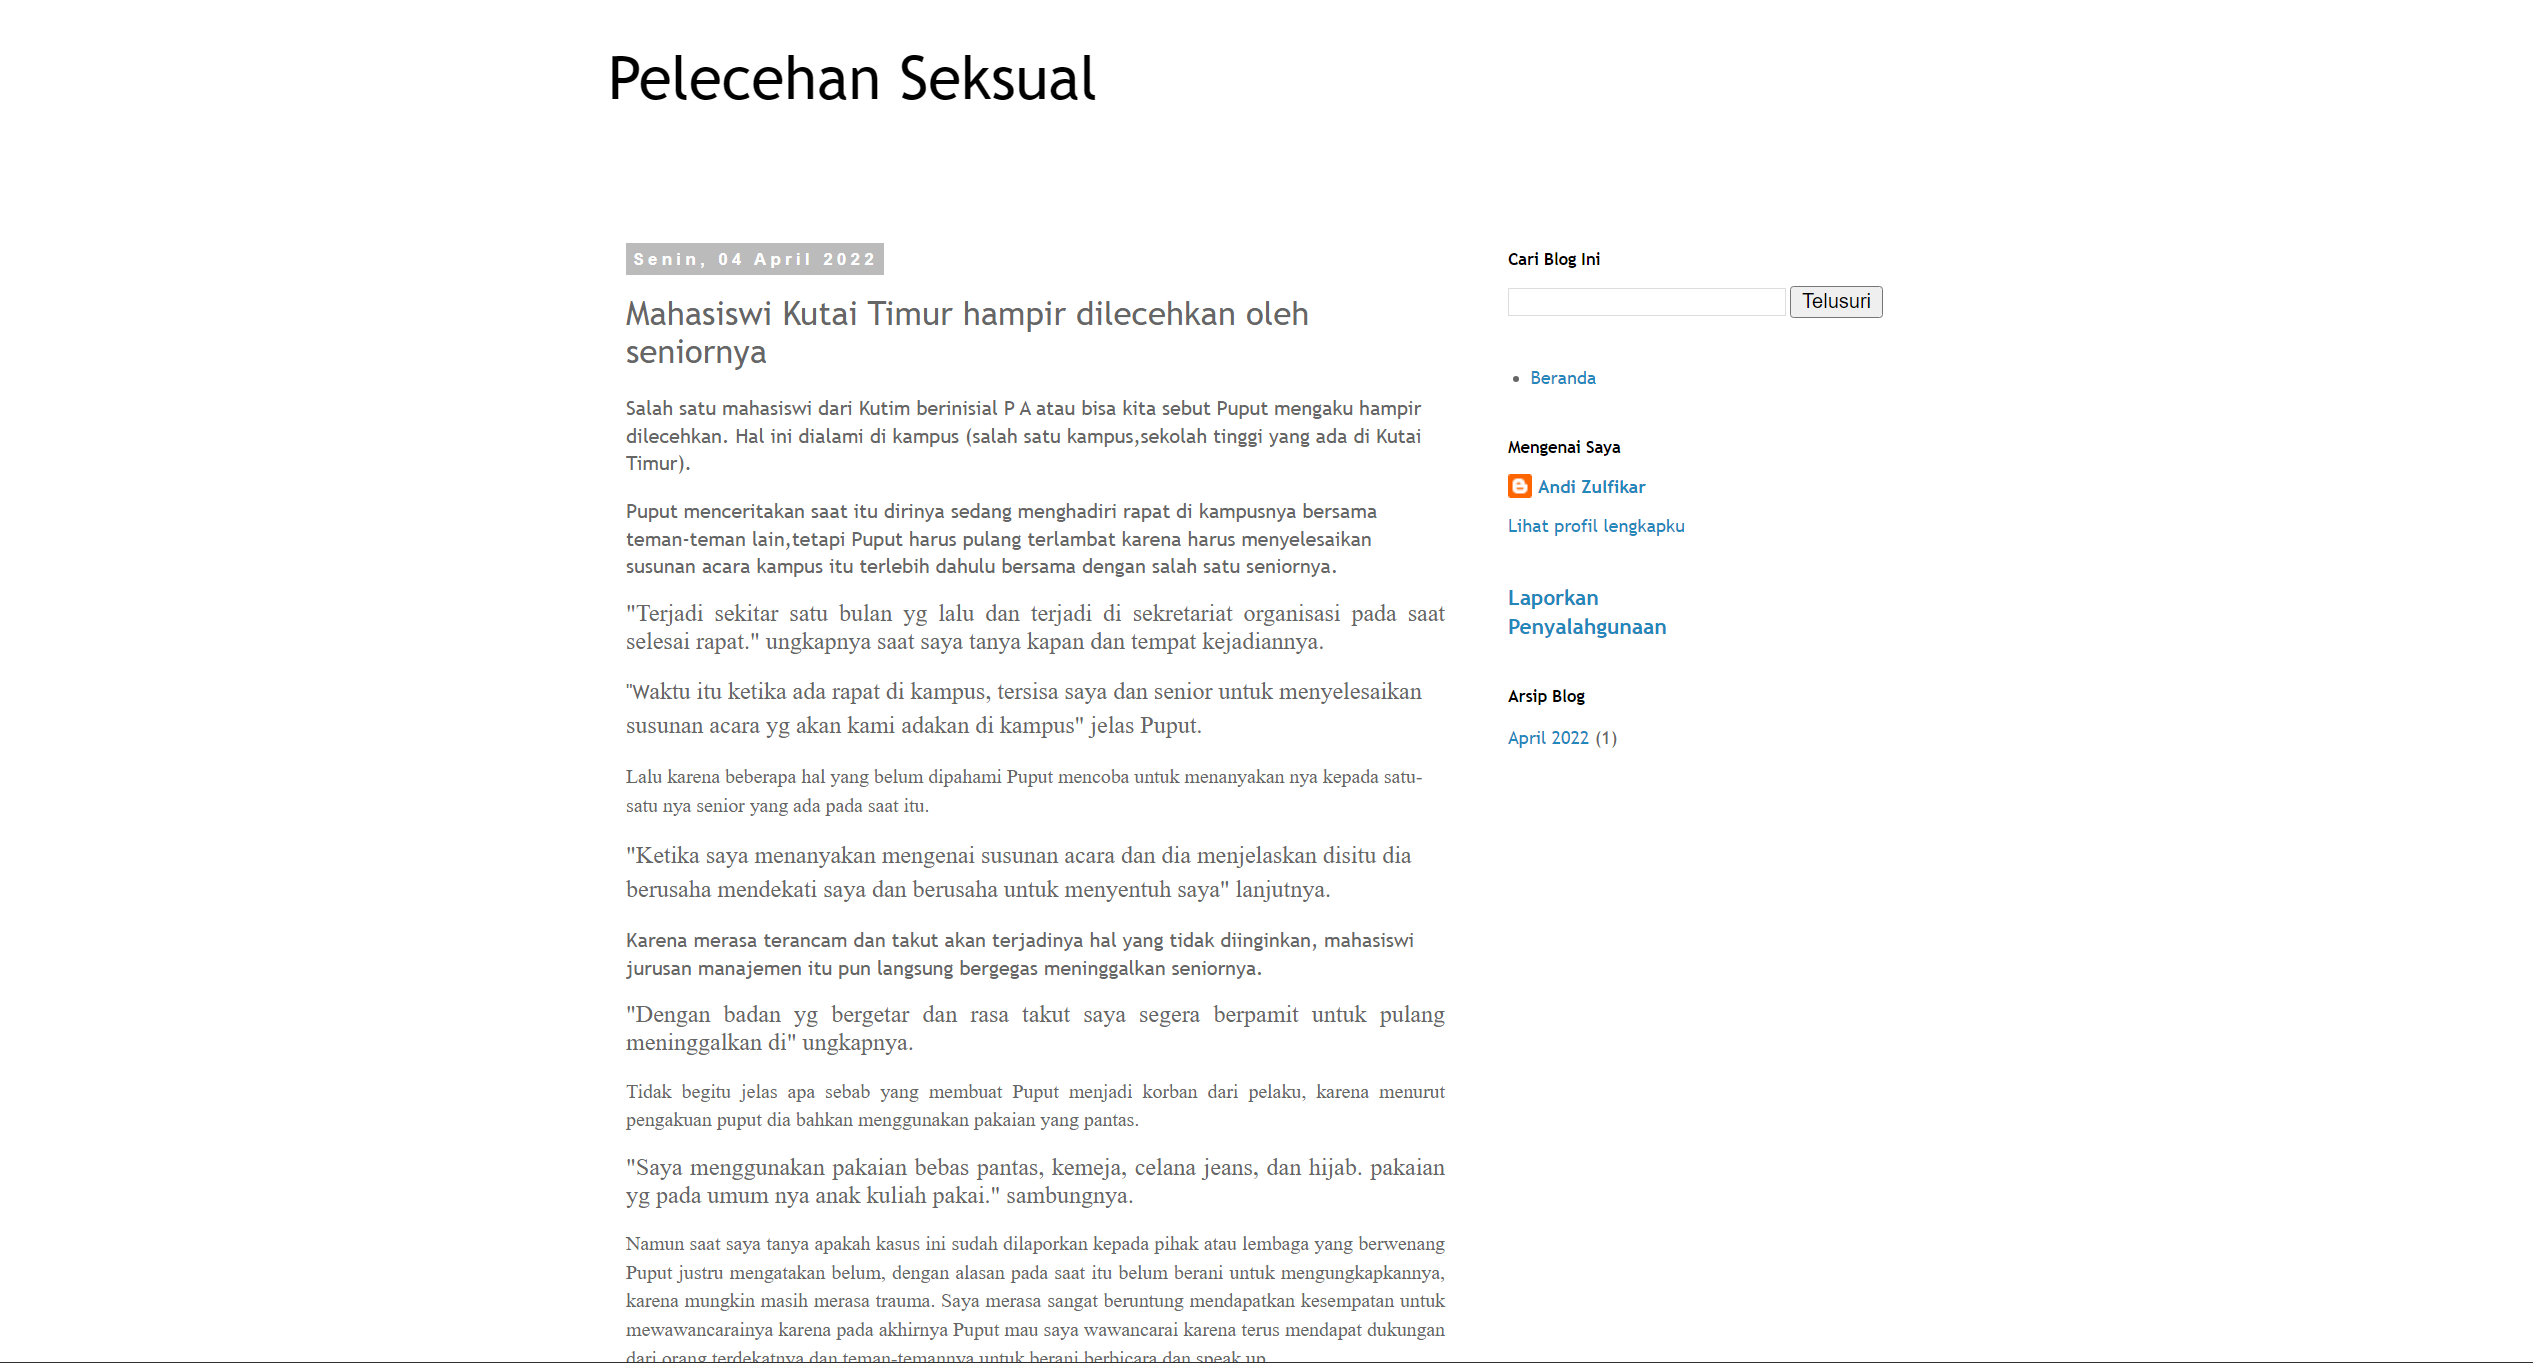 Pelecehan Seksual
Senin, 04 April 2022
Mahasiswi Kutai Timur hampir dilecehkan oleh
seniornya
Salah satu mahasiswi dari Kutim berinisial P A atau bisa kita sebut Puput mengaku hampir
dilecehkan. Hal ini dialami di kampus (salah satu kampus,sekolah tinggi yang ada di Kutai
Timur).
Puput menceritakan saat itu dirinya sedang menghadiri rapat di kampusnya bersama
teman-teman lain,tetapi Puput harus pulang terlambat karena harus menyelesaikan
susunan acara kampus itu terlebih dahulu bersama dengan salah satu seniornya.
"Terjadi sekitar satu bulan yg lalu dan terjadi di sekretariat organisasi pada saat
selesai rapat." ungkapnya saat saya tanya kapan dan tempat kejadiannya.
"Waktu itu ketika ada rapat di kampus, tersisa saya dan senior untuk menyelesaikan
susunan acara yg akan kami adakan di kampus" jelas Puput.
Lalu karena beberapa hal yang belum dipahami Puput mencoba untuk menanyakan nya kepada satu-
satu nya senior yang ada pada saat itu.
"Ketika saya menanyakan mengenai susunan acara dan dia menjelaskan disitu dia
berusaha mendekati saya dan berusaha untuk menyentuh saya" lanjutnya.
Karena merasa terancam dan takut akan terjadinya hal yang tidak diinginkan, mahasiswi
jurusan manajemen itu pun langsung bergegas meninggalkan seniornya.
"Dengan badan yg bergetar dan rasa takut saya segera berpamit untuk pulang
meninggalkan di" ungkapnya.
Tidak begitu jelas apa sebab yang membuat Puput menjadi korban dari pelaku, karena menurut
pengakuan puput dia bahkan menggunakan pakaian yang pantas.
"Saya menggunakan pakaian bebas pantas, kemeja, celana jeans, dan hijab. pakaian
yg pada umum nya anak kuliah pakai." sambungnya.
Namun saat saya tanya apakah kasus ini sudah dilaporkan kepada pihak atau lembaga yang berwenang
Puput justru mengatakan belum, dengan alasan pada saat itu belum berani untuk mengungkapkannya,
karena mungkin masih merasa trauma. Saya merasa sangat beruntung mendapatkan kesempatan untuk
mewawancarainya karena pada akhirnya Puput mau saya wawancarai karena terus mendapat dukungan
dari orang terdekatnya dan teman-temannya untuk berani berbicara dan speak up
Cari Blog Ini
Telusuri
Beranda
Mengenai Saya
Andi Zulfikar
Lihat profil lengkapku
Laporkan
Penyalahgunaan
Arsip Blog
April 2022 (1)